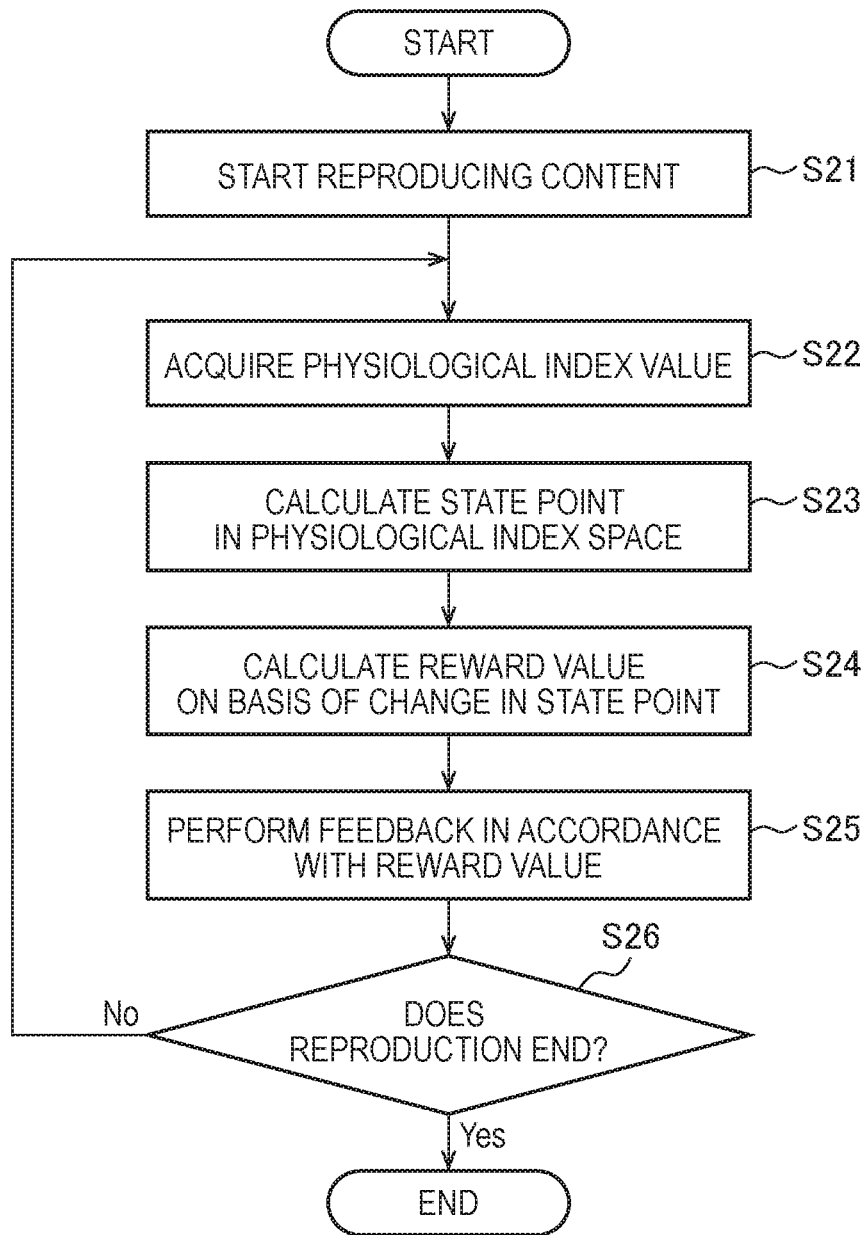 START
START REPRODUCING CONTENT
S21
ACQUIRE PHYSIOLOGICAL INDEX VALUE
S22
CALCULATE STATE POINT
IN PHYSIOLOGICAL INDEX SPACE
S23
CALCULATE REWARD VALUE
ON BASIS OF CHANGE IN STATE POINT
S24
PERFORM FEEDBACK IN ACCORDANCE
WITH REWARD VALUE
S25
S26
No
DOES
REPRODUCTION END?
Yes
END